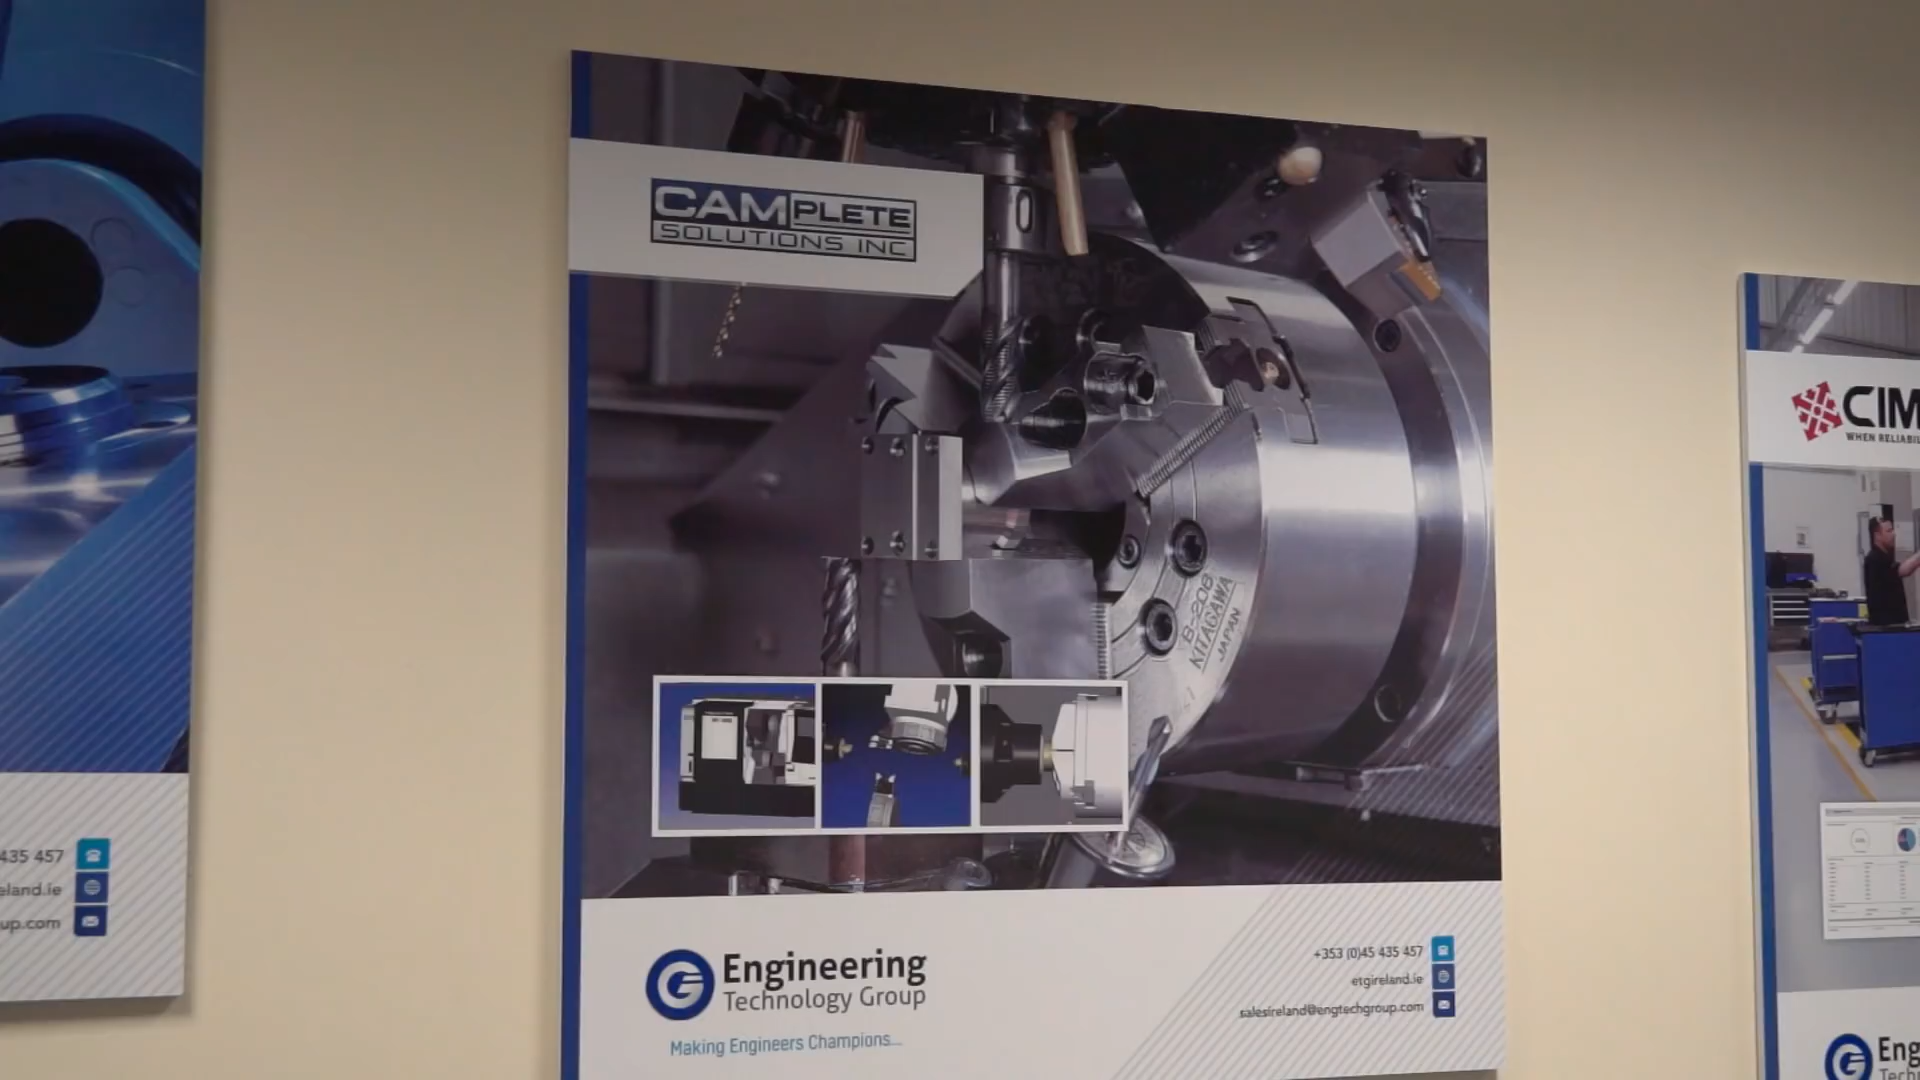 435 457
eland.ie
up.com
CAMPLETE
SOLUTIONS INC
B-208
KITAGAWA
JAPAN
Engineering
Technology Group
Making Engineers Champions...
+353 (0)45 435 457
etgireland.ie
salesireland@engtechgroup.com
CIM
WHEN RELIABIL
Eng
Tech